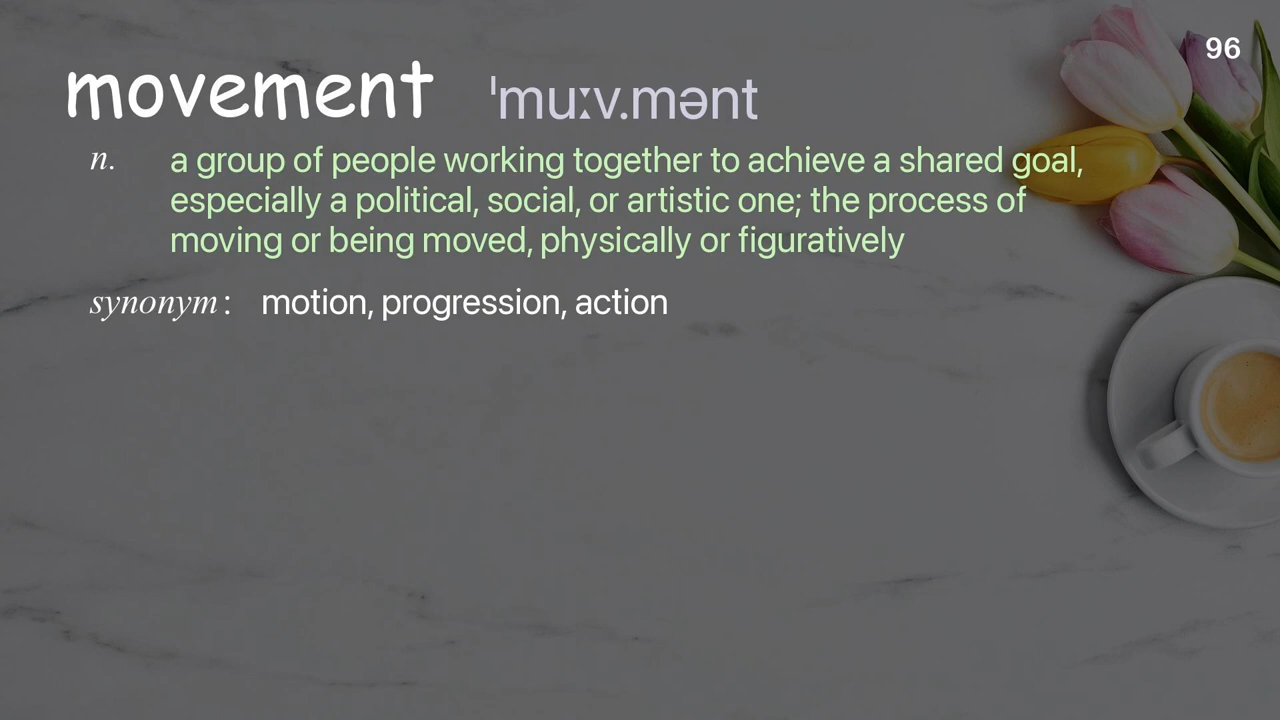 96
movement ˈmuːv.mənt
n. a group of people working together to achieve a shared goal,
especially a political, social, or artistic one; the process of
moving or being moved, physically or figuratively
synonym: motion, progression, action